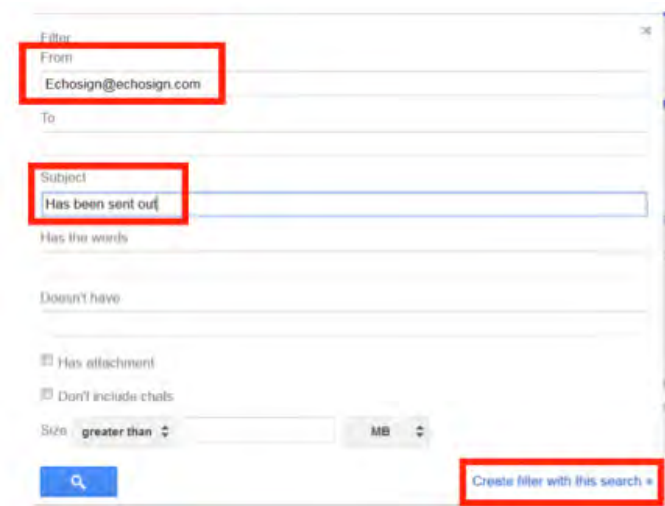 Filter
From
Echosign@echosign.com
To
Subject
Has been sent out
Has the words
Doesn't have
Has attachment
Don't include chats
Size greater than MB
Create filter with this search »